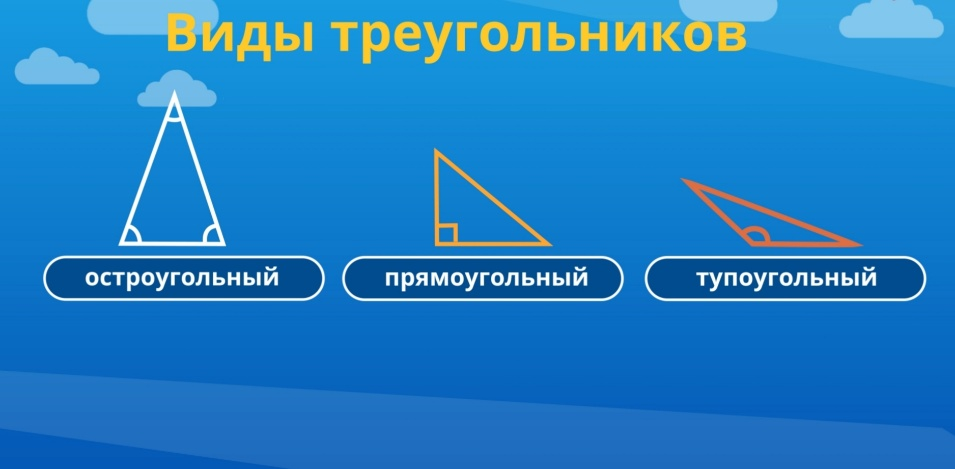 Виды треугольников
остроугольный
прямоугольный
тупоугольный